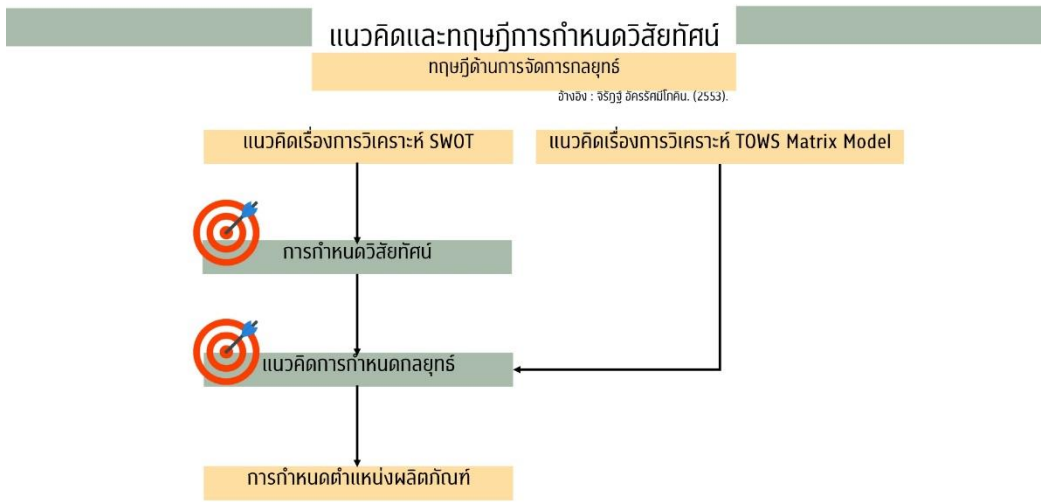 แนวคิดและทฤษฎีการกำหนดวิสัยทัศน์
ทฤษฎีด้านการจัดการกลยุทธ์
อ้างอิง : จิรัฎฐ์ อัครรัศมีโภคิน. (2553).
แนวคิดเรื่องการวิเคราะห์ SWOT
แนวคิดเรื่องการวิเคราะห์ TOWS Matrix Model
การกำหนดวิสัยทัศน์
แนวคิดการกำหนดกลยุทธ์
การกำหนดตำแหน่งผลิตภัณฑ์